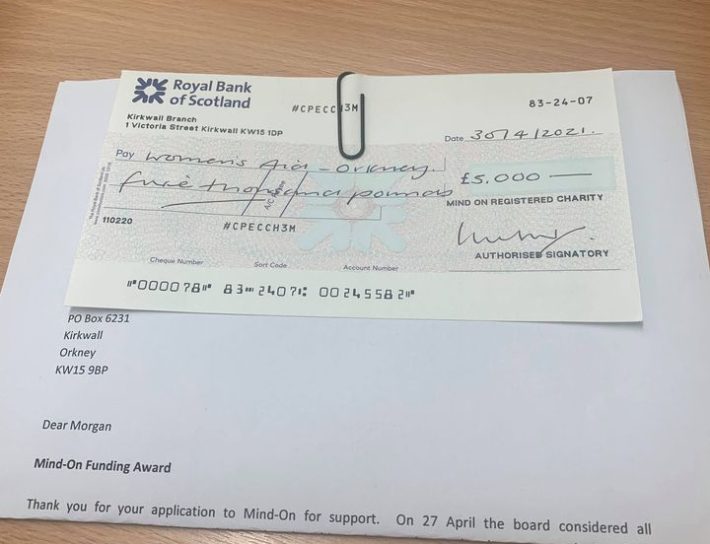 Royal Bank
of Scotland
Kirkwall Branch
1 Victoria Street Kirkwall KW15 1DP
#CPECCH3M
83-24-07
Date 30/4/2021.
Pay Women's Aid - Orkney.
five thousand pounds
A/C Payee
£5,000 —
MIND ON REGISTERED CHARITY
110220
#CPECCH3M
AUTHORISED SIGNATORY
Cheque Number Sort Code Account Number
⑈000078⑈ 83⑉2407⑆ 00245582⑈
PO Box 6231
Kirkwall
Orkney
KW15 9BP
Dear Morgan
Mind-On Funding Award
Thank you for your application to Mind-On for support. On 27 April the board considered all